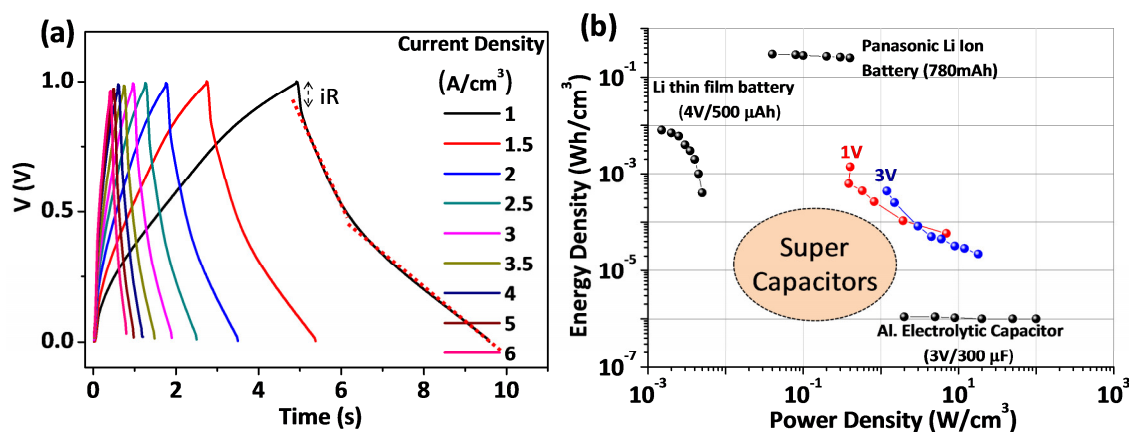 (a)
Current Density
(A/cm³)
1
1.5
2
2.5
3
3.5
4
5
6
iR
1.0
0.5
0.0
V (V)
0 2 4 6 8 10
Time (s)
(b)
Panasonic Li Ion
Battery (780mAh)
Li thin film battery
(4V/500 µAh)
1V
3V
Super
Capacitors
Al. Electrolytic Capacitor
(3V/300 µF)
10⁻¹
10⁻³
10⁻⁵
10⁻⁷
Energy Density (Wh/cm³)
10⁻³ 10⁻¹ 10¹ 10³
Power Density (W/cm³)